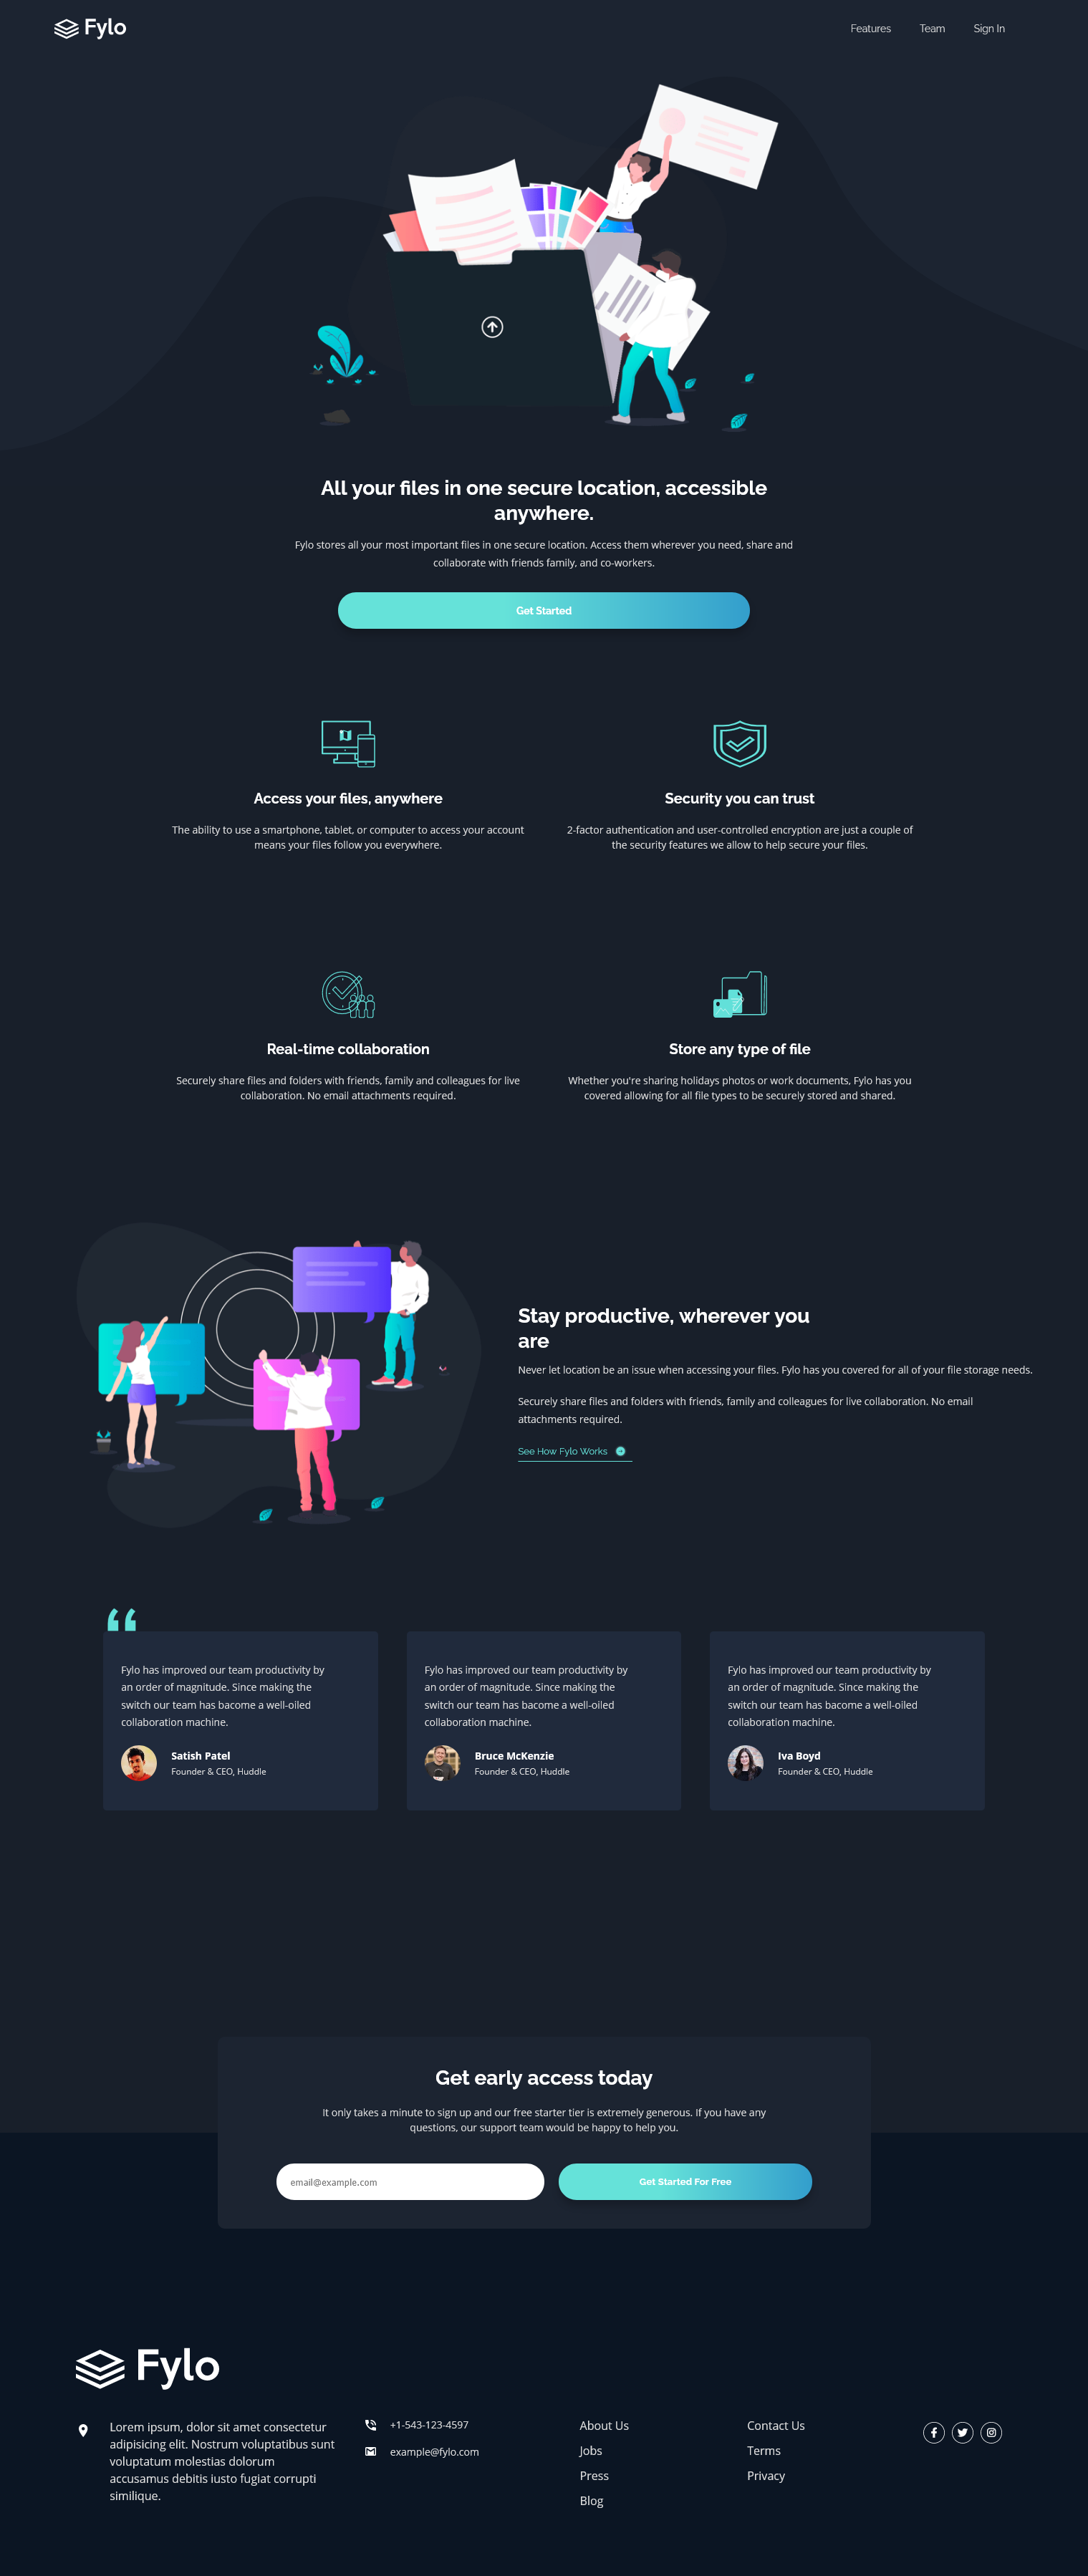 Fylo
Features
Team
Sign In
All your files in one secure location, accessible
anywhere.
Fylo stores all your most important files in one secure location. Access them wherever you need, share and
collaborate with friends family, and co-workers.
Get Started
Access your files, anywhere
The ability to use a smartphone, tablet, or computer to access your account
means your files follow you everywhere.
Security you can trust
2-factor authentication and user-controlled encryption are just a couple of
the security features we allow to help secure your files.
Real-time collaboration
Securely share files and folders with friends, family and colleagues for live
collaboration. No email attachments required.
Store any type of file
Whether you're sharing holidays photos or work documents, Fylo has you
covered allowing for all file types to be securely stored and shared.
Stay productive, wherever you
are
Never let location be an issue when accessing your files. Fylo has you covered for all of your file storage needs.
Securely share files and folders with friends, family and colleagues for live collaboration. No email
attachments required.
See How Fylo Works
Fylo has improved our team productivity by
an order of magnitude. Since making the
switch our team has bacome a well-oiled
collaboration machine.
Satish Patel
Founder & CEO, Huddle
Fylo has improved our team productivity by
an order of magnitude. Since making the
switch our team has bacome a well-oiled
collaboration machine.
Bruce McKenzie
Founder & CEO, Huddle
Fylo has improved our team productivity by
an order of magnitude. Since making the
switch our team has bacome a well-oiled
collaboration machine.
Iva Boyd
Founder & CEO, Huddle
Get early access today
It only takes a minute to sign up and our free starter tier is extremely generous. If you have any
questions, our support team would be happy to help you.
email@example.com
Get Started For Free
Fylo
Lorem ipsum, dolor sit amet consectetur
adipisicing elit. Nostrum voluptatibus sunt
voluptatum molestias dolorum
accusamus debitis iusto fugiat corrupti
similique.
+1-543-123-4597
example@fylo.com
About Us
Jobs
Press
Blog
Contact Us
Terms
Privacy